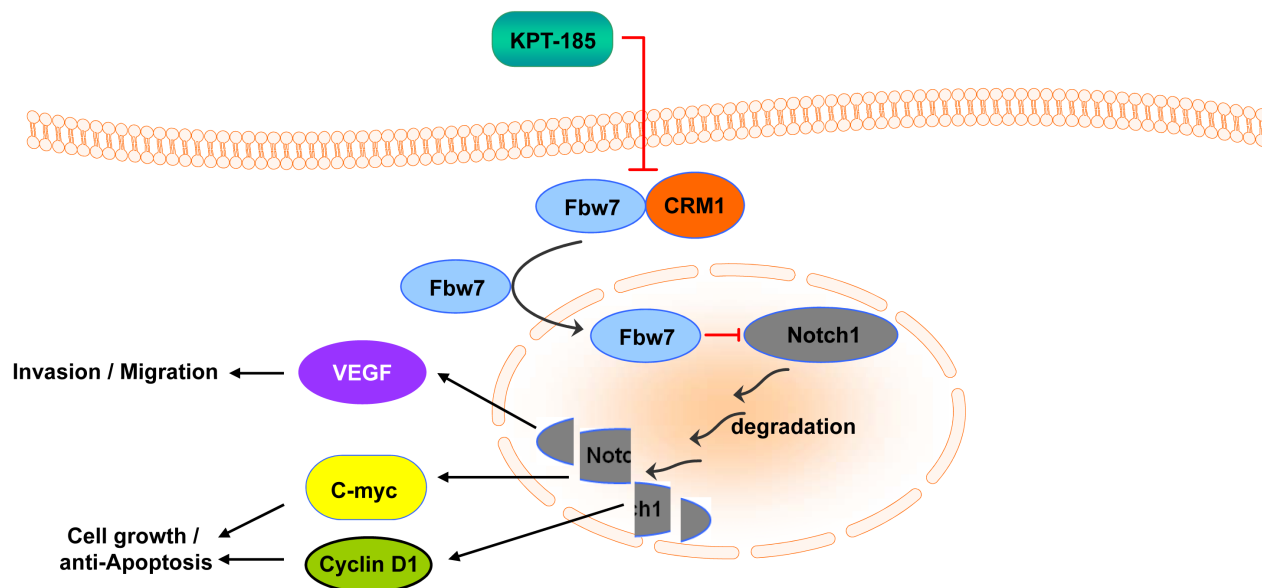 KPT-185
Fbw7
CRM1
Fbw7
Fbw7
Notch1
Invasion / Migration
VEGF
degradation
Notc
ch1
C-myc
Cell growth /
anti-Apoptosis
Cyclin D1